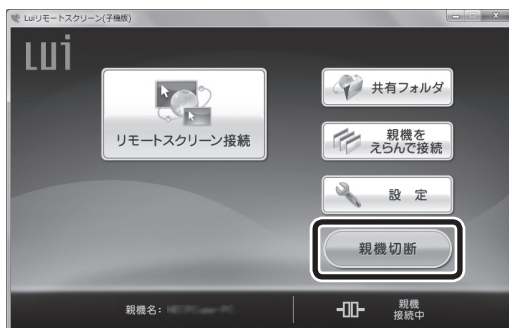 Luiリモートスクリーン(子機版)
Lui
リモートスクリーン接続
共有フォルダ
親機を
えらんで接続
設 定
親機切断
親機名:
親機
接続中